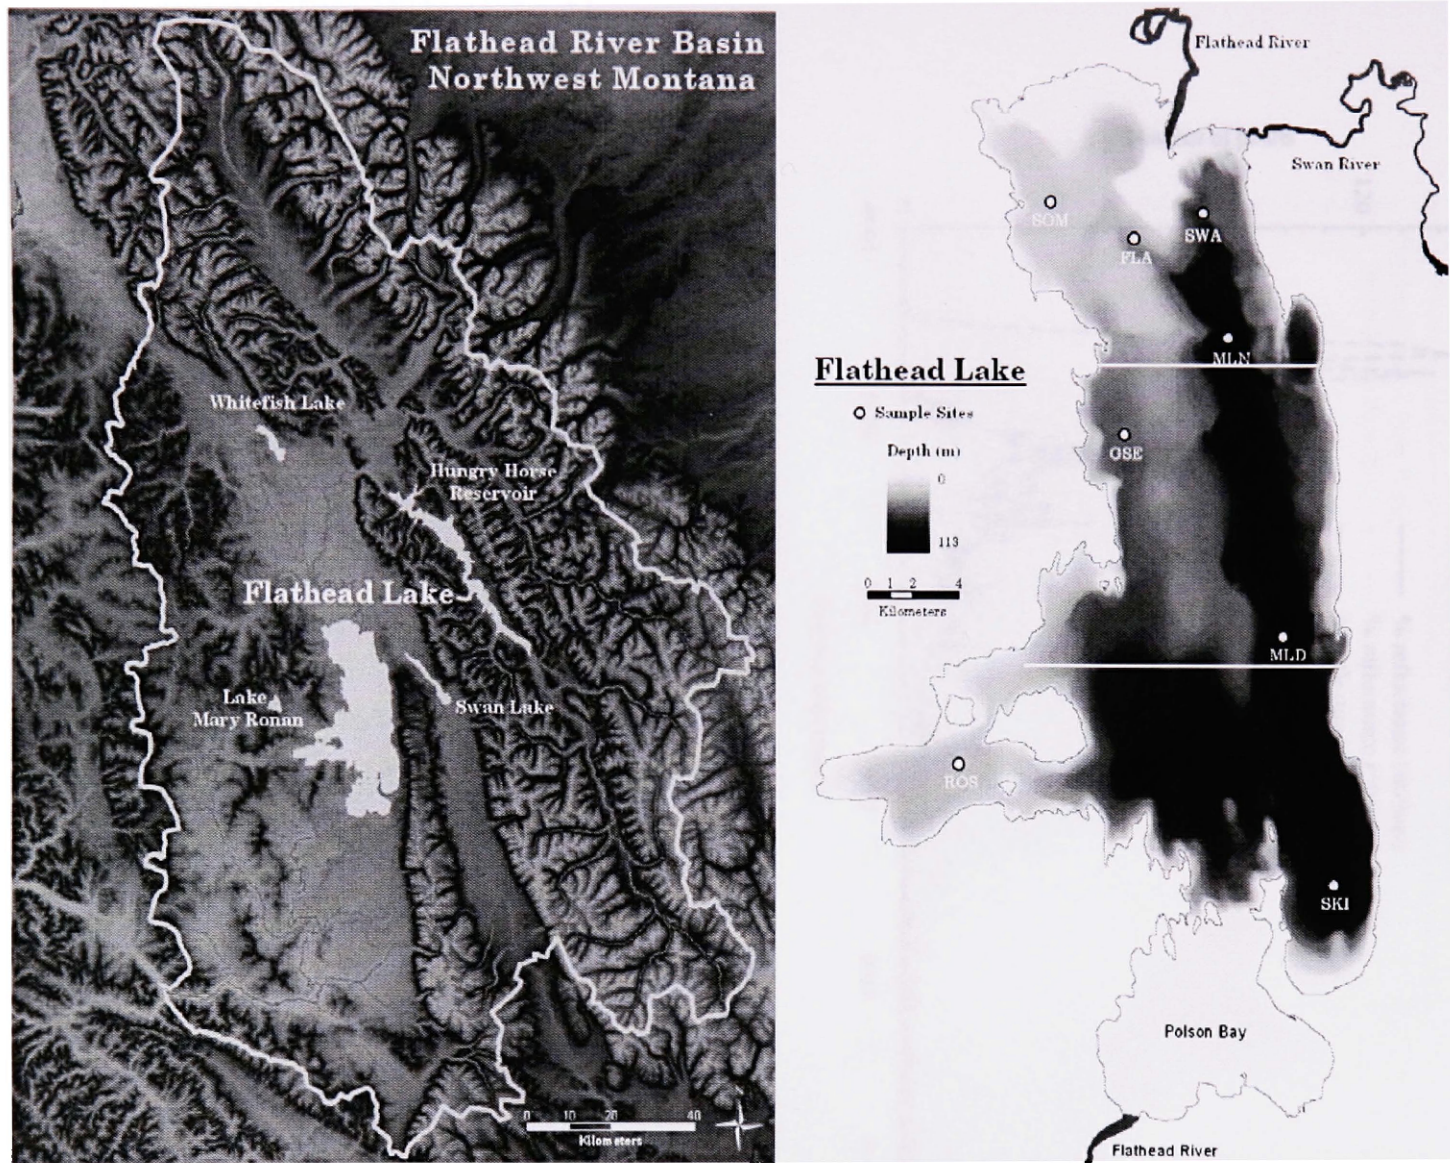 Flathead River Basin
Northwest Montana
Whitefish Lake
Hungry Horse
Reservoir
Flathead Lake
Lake
Mary Ronan
Swan Lake
0 10 20 40
Kilometers
Flathead River
Swan River
SOM
FLA
SWA
MLN
Flathead Lake
Sample Sites
Depth (m)
0
113
0 1 2 4
Kilometers
OSE
MLD
ROS
SKI
Polson Bay
Flathead River